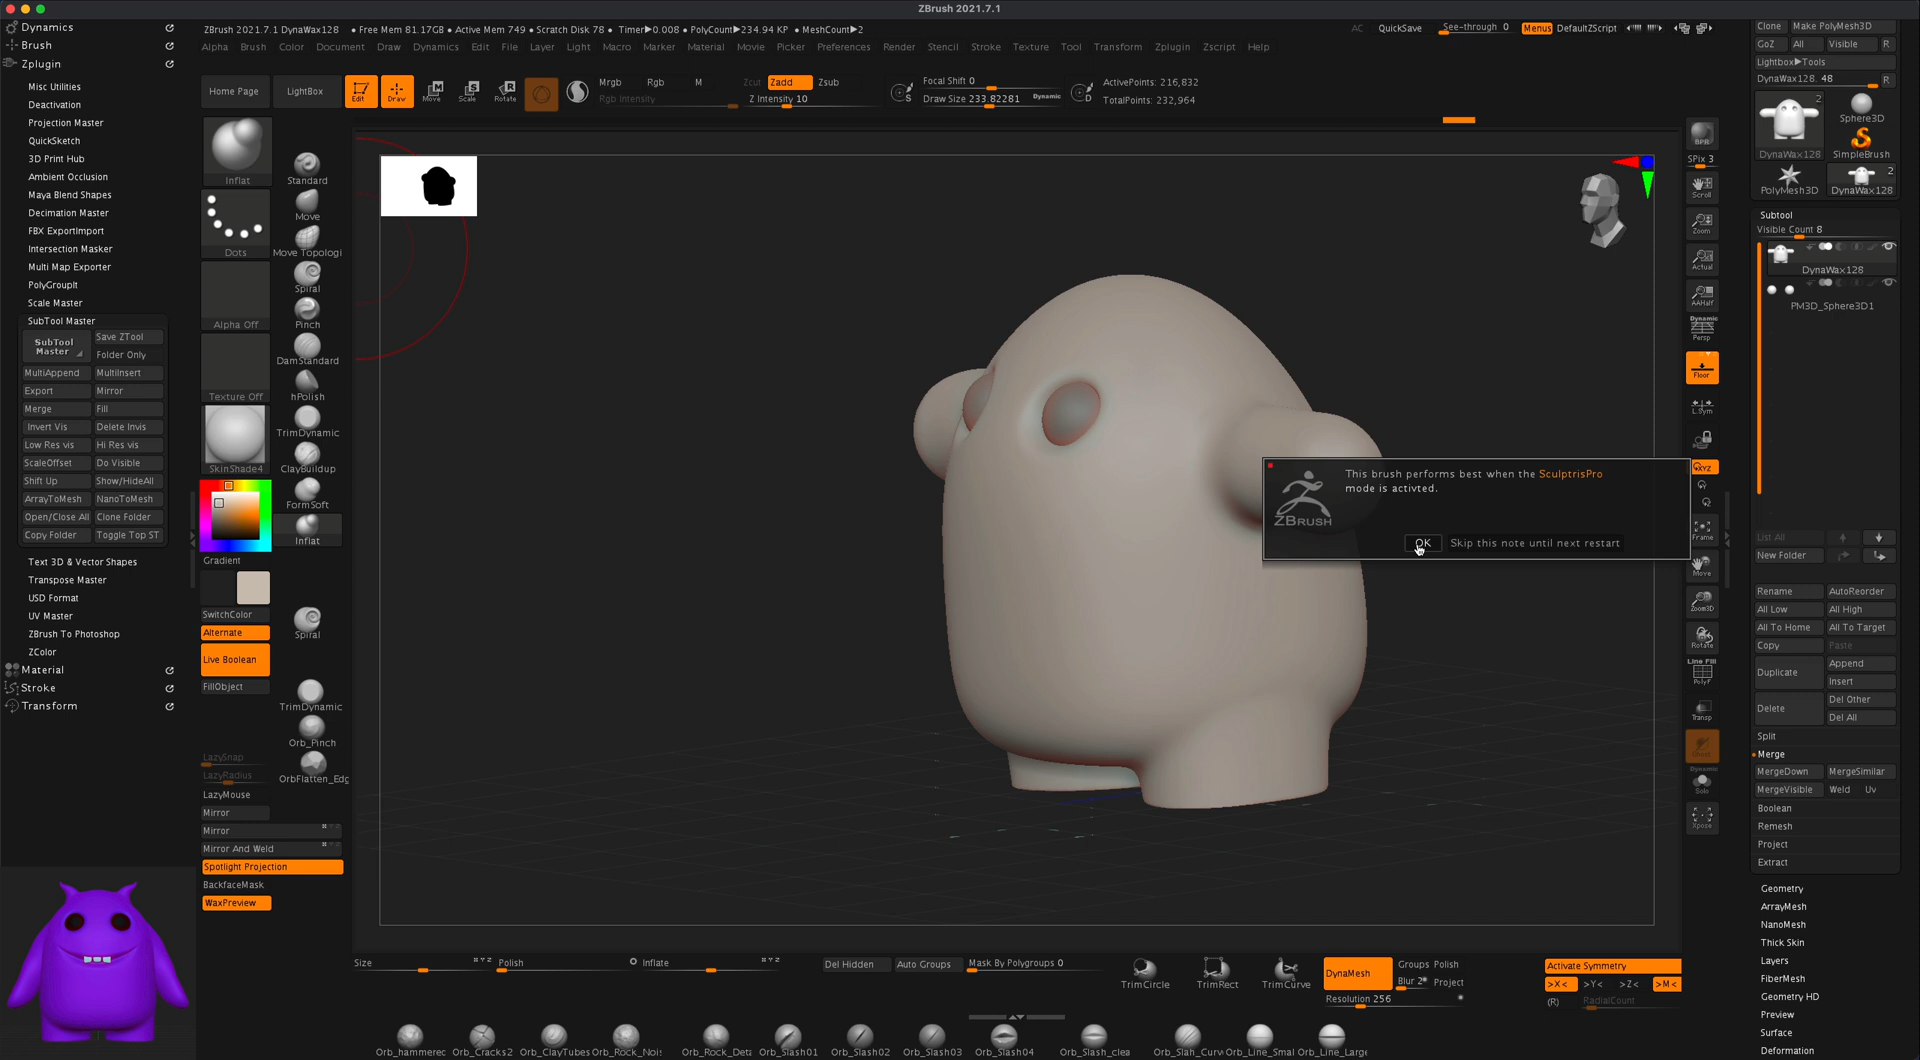 ZBrush 2021.7.1
Dynamics
Brush
Zplugin
Misc Utilities
Deactivation
Projection Master
QuickSketch
3D Print Hub
Ambient Occlusion
Maya Blend Shapes
Decimation Master
FBX ExportImport
Intersection Masker
Multi Map Exporter
PolyGroupIt
Scale Master
SubTool Master
SubTool Master
Save ZTool
Folder Only
MultiAppend MultiInsert
Export Mirror
Merge Fill
Invert Vis Delete Invis
Low Res vis Hi Res vis
ScaleOffset Do Visible
Shift Up Show/HideAll
ArrayToMesh NanoToMesh
Open/Close All Clone Folder
Copy Folder Toggle Top ST
Text 3D & Vector Shapes
Transpose Master
USD Format
UV Master
ZBrush To Photoshop
ZColor
Material
Stroke
Transform
ZBrush 2021.7.1 DynaWax128 • Free Mem 81.17GB • Active Mem 749 • Scratch Disk 78 • Timer▶0.008 • PolyCount▶234.94 KP • MeshCount▶2
AC QuickSave See-through 0 Menus DefaultZScript
Alpha Brush Color Document Draw Dynamics Edit File Layer Light Macro Marker Material Movie Picker Preferences Render Stencil Stroke Texture Tool Transform Zplugin Zscript Help
Home Page LightBox Edit Draw Move Scale Rotate
Mrgb Rgb M Zcut Zadd Zsub
Rgb Intensity Z Intensity 10
Focal Shift 0
Draw Size 233.82281 Dynamic
ActivePoints: 216,832
TotalPoints: 232,964
Inflat
Dots
Alpha Off
Texture Off
SkinShade4
Gradient
SwitchColor
Alternate
Live Boolean
FillObject
LazySnap
LazyRadius
LazyMouse
Mirror
Mirror
Mirror And Weld
Spotlight Projection
BackfaceMask
WaxPreview
Standard
Move
Move Topologi
Spiral
Pinch
DamStandard
hPolish
TrimDynamic
ClayBuildup
FormSoft
Inflat
Spiral
TrimDynamic
Orb_Pinch
OrbFlatten_Edg
This brush performs best when the SculptrisPro
mode is activted.
ZBRUSH
OK Skip this note until next restart
BPR
SPix 3
Scroll
Zoom
Actual
AAHalf
Dynamic
Persp
Floor
L.Sym
XYZ
Frame
Move
Zoom3D
Rotate
Line Fill
PolyF
Transp
Dynamic
Solo
Xpose
Clone Make PolyMesh3D
GoZ All Visible R
Lightbox▶Tools
DynaWax128. 48 R
2
DynaWax128
Sphere3D
SimpleBrush
PolyMesh3D
2
DynaWax128
Subtool
Visible Count 8
DynaWax128
PM3D_Sphere3D1
List All
New Folder
Rename AutoReorder
All Low All High
All To Home All To Target
Copy Paste
Duplicate Append
Insert
Delete Del Other
Del All
Split
Merge
MergeDown MergeSimilar
MergeVisible Weld Uv
Boolean
Remesh
Project
Extract
Geometry
ArrayMesh
NanoMesh
Thick Skin
Layers
FiberMesh
Geometry HD
Preview
Surface
Deformation
Size Polish Inflate
Del Hidden Auto Groups Mask By Polygroups 0
TrimCircle TrimRect TrimCurve
DynaMesh Groups Polish
Blur 2 Project
Resolution 256
Activate Symmetry
>X< >Y< >Z< >M<
(R) RadialCount
Orb_hammerec Orb_Cracks2 Orb_ClayTubes Orb_Rock_Nois Orb_Rock_Deta Orb_Slash01 Orb_Slash02 Orb_Slash03 Orb_Slash04 Orb_Slash_clea Orb_Slah_Curv Orb_Line_Smal Orb_Line_Large